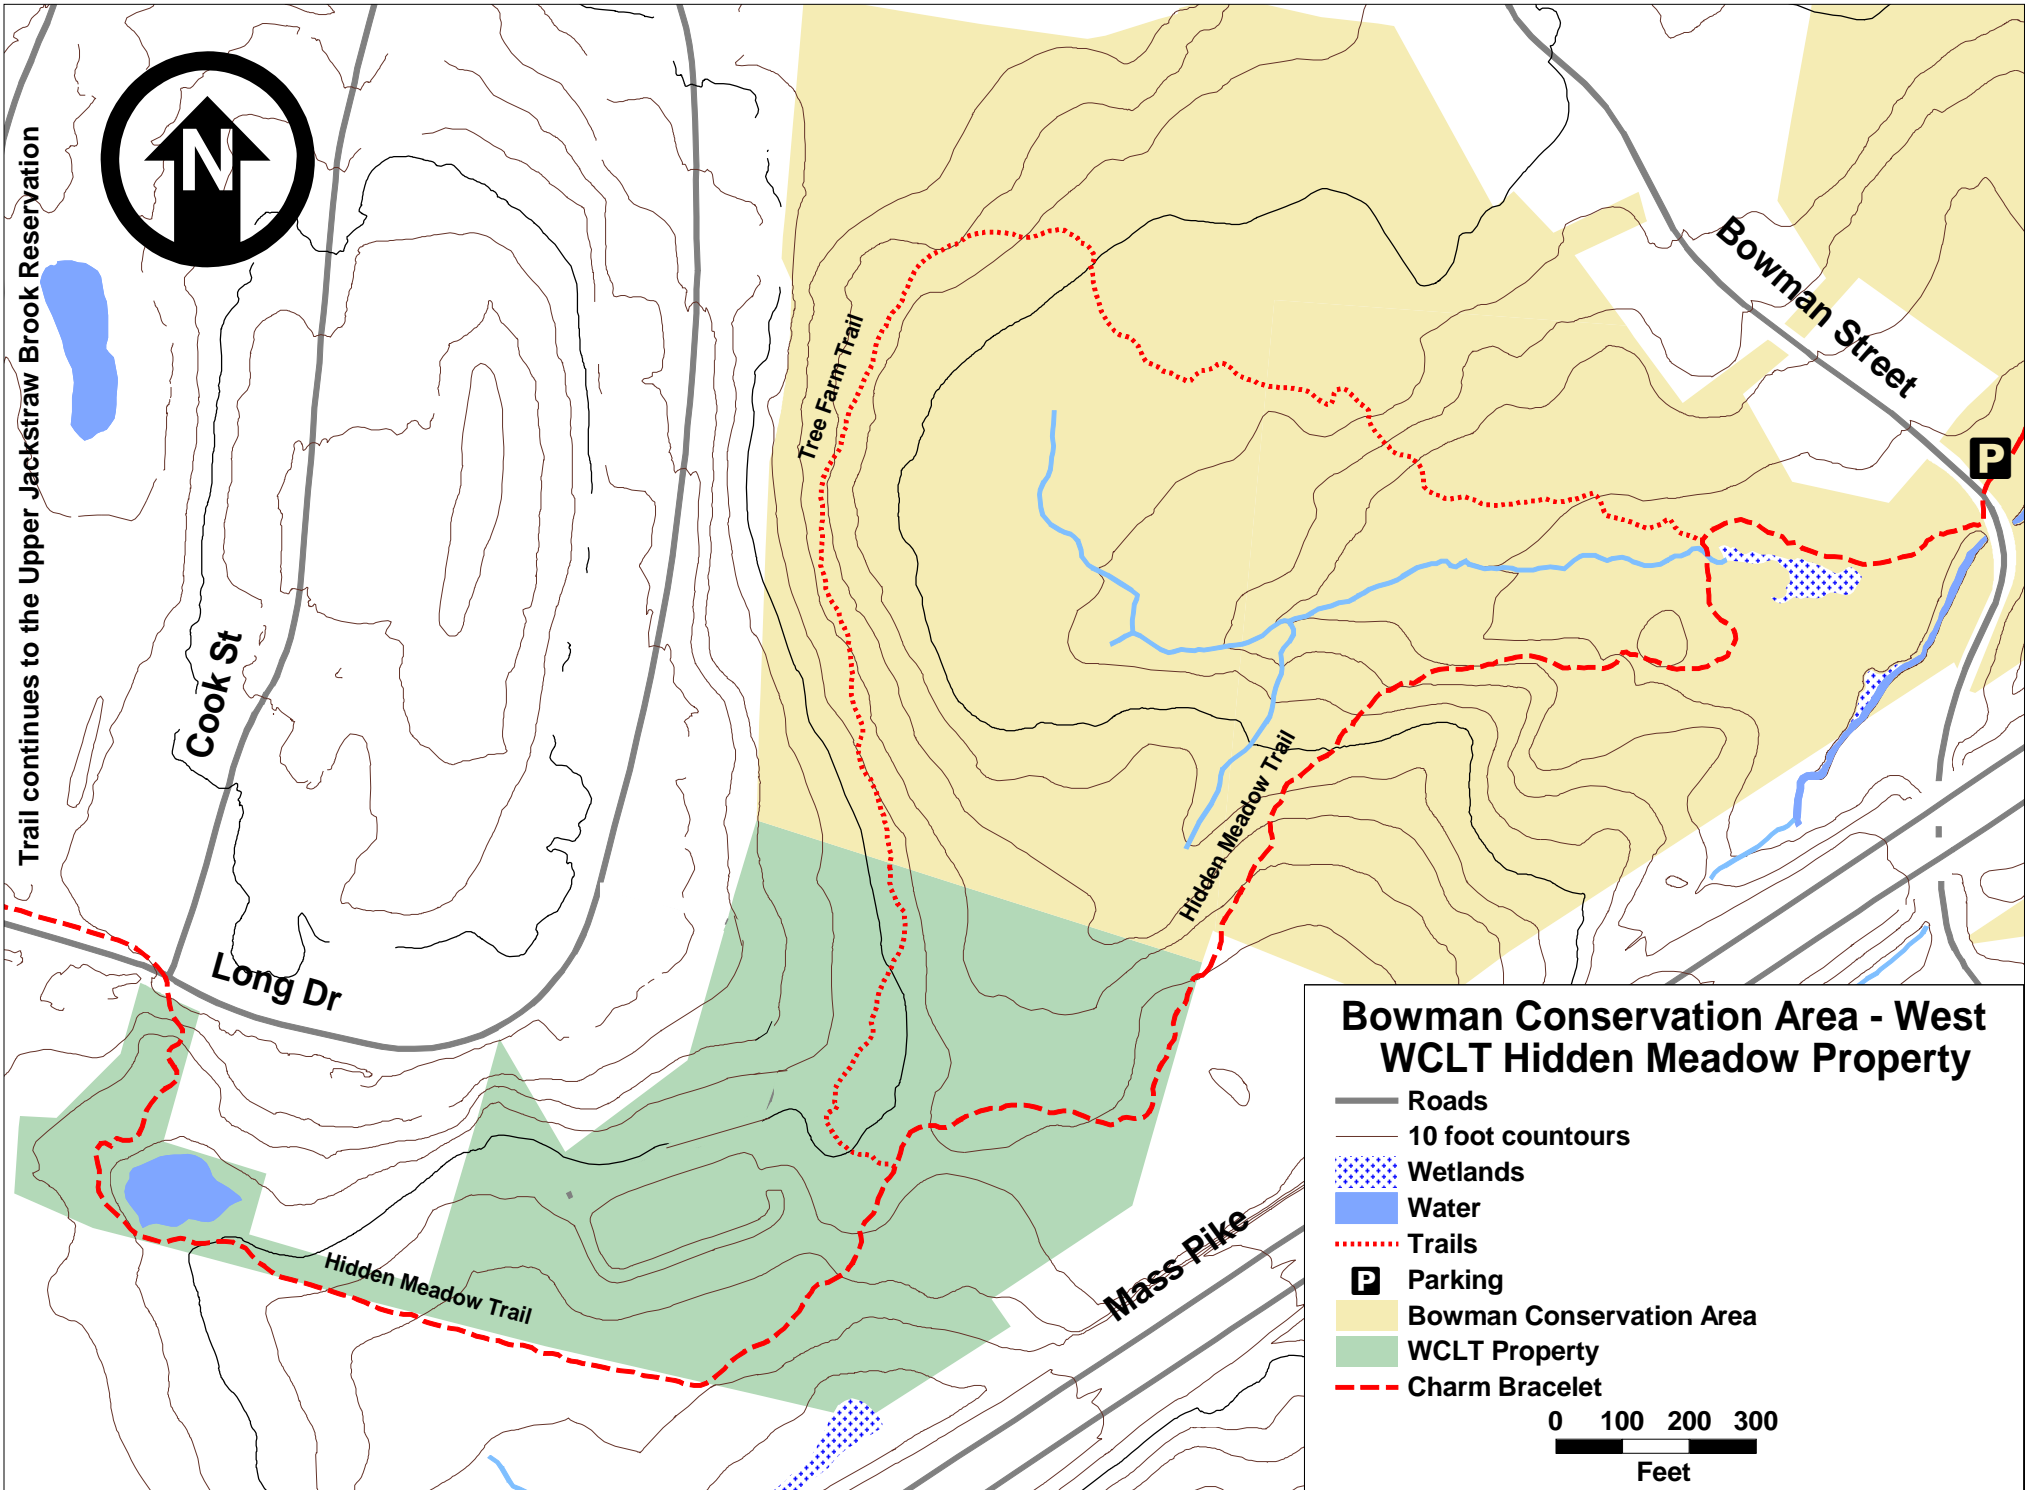 N
Trail continues to the Upper Jackstraw Brook Reservation
Bowman Street
P
Tree Farm Trail
Cook St
Hidden Meadow Trail
Long Dr
Hidden Meadow Trail
Mass Pike
Bowman Conservation Area - West
WCLT Hidden Meadow Property
Roads
10 foot countours
Wetlands
Water
Trails
P Parking
Bowman Conservation Area
WCLT Property
Charm Bracelet
0 100 200 300
Feet